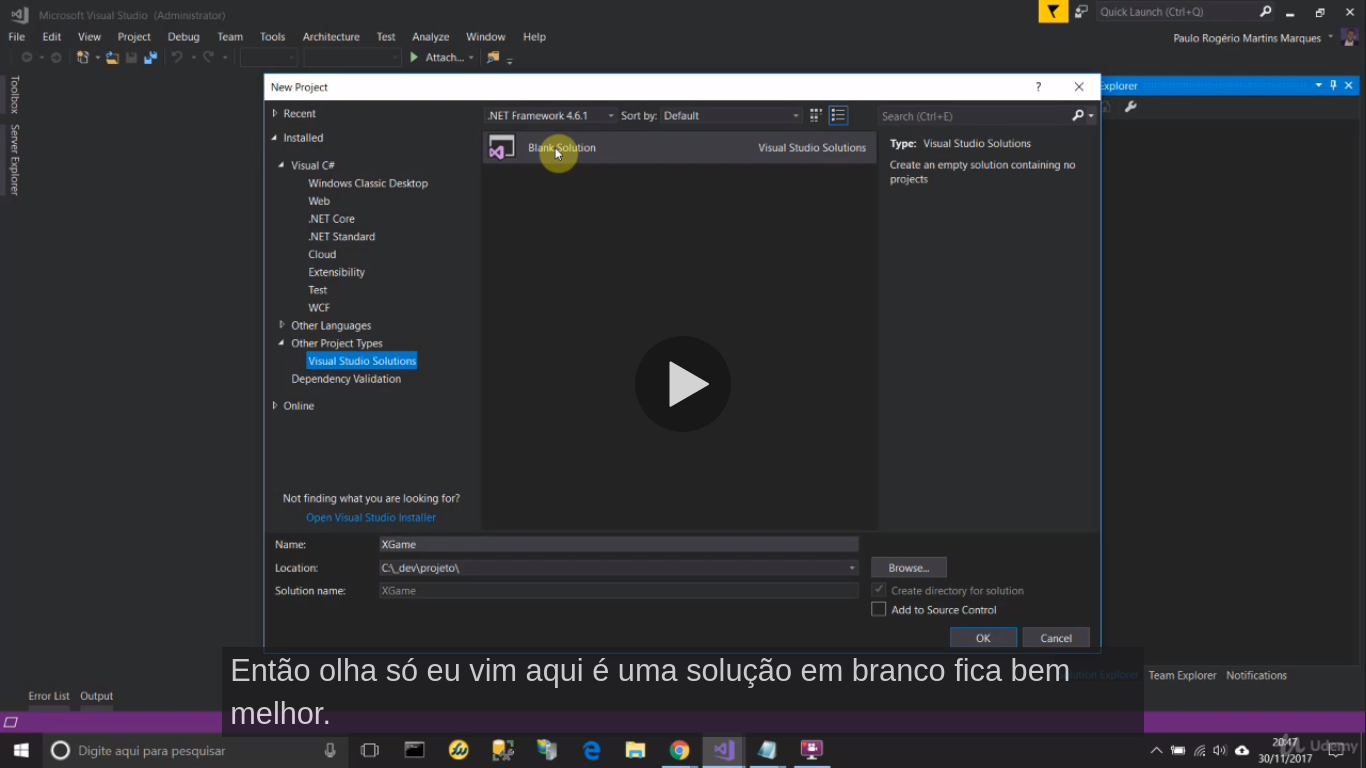 Microsoft Visual Studio (Administrator)
Quick Launch (Ctrl+Q)
File Edit View Project Debug Team Tools Architecture Test Analyze Window Help
Paulo Rogério Martins Marques
Attach...
Toolbox
Server Explorer
New Project
?
Explorer
Recent
.NET Framework 4.6.1
Sort by: Default
Search (Ctrl+E)
Installed
Blank Solution
Visual Studio Solutions
Type: Visual Studio Solutions
Create an empty solution containing no
projects
Visual C#
Windows Classic Desktop
Web
.NET Core
.NET Standard
Cloud
Extensibility
Test
WCF
Other Languages
Other Project Types
Visual Studio Solutions
Dependency Validation
Online
Not finding what you are looking for?
Open Visual Studio Installer
Name: XGame
Location: C:\_dev\projeto\
Browse...
Solution name: XGame
Create directory for solution
Add to Source Control
OK Cancel
Então olha só eu vim aqui é uma solução em branco fica bem
melhor.
Solution Explorer Team Explorer Notifications
Error List Output
Digite aqui para pesquisar
20:47
30/11/2017
Udemy